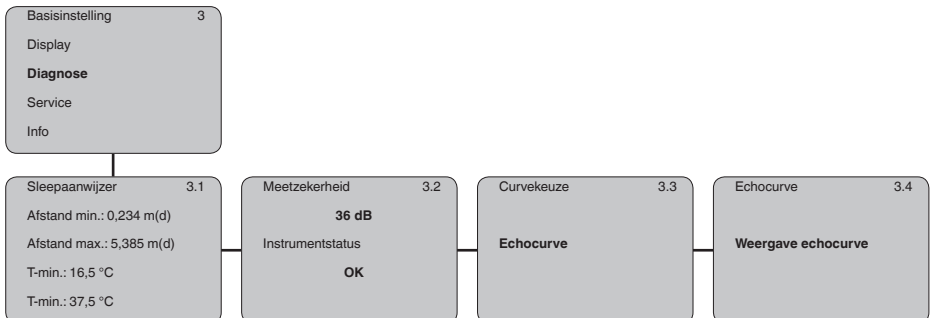 Basisinstelling 3
Display
Diagnose
Service
Info
Sleepaanwijzer 3.1
Afstand min.: 0,234 m(d)
Afstand max.: 5,385 m(d)
T-min.: 16,5 °C
T-min.: 37,5 °C
Meetzekerheid 3.2
36 dB
Instrumentstatus
OK
Curvekeuze 3.3
Echocurve
Echocurve 3.4
Weergave echocurve